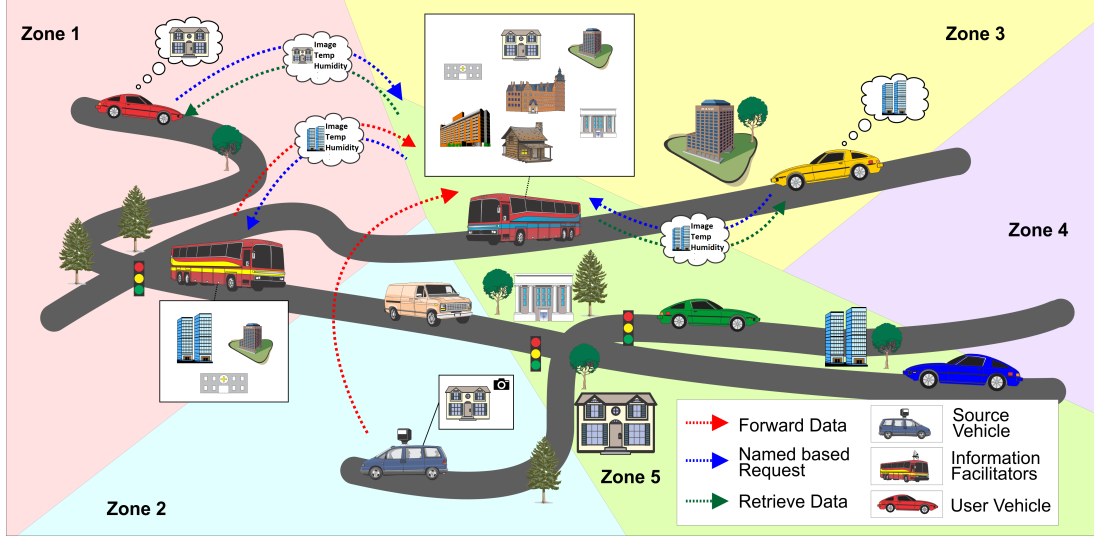 Zone 1
Image
Temp
Humidity
Image
Temp
Humidity
Zone 3
Image
Temp
Humidity
Zone 4
Zone 2
Zone 5
Forward Data
Named based
Request
Retrieve Data
Source
Vehicle
Information
Facilitators
User Vehicle